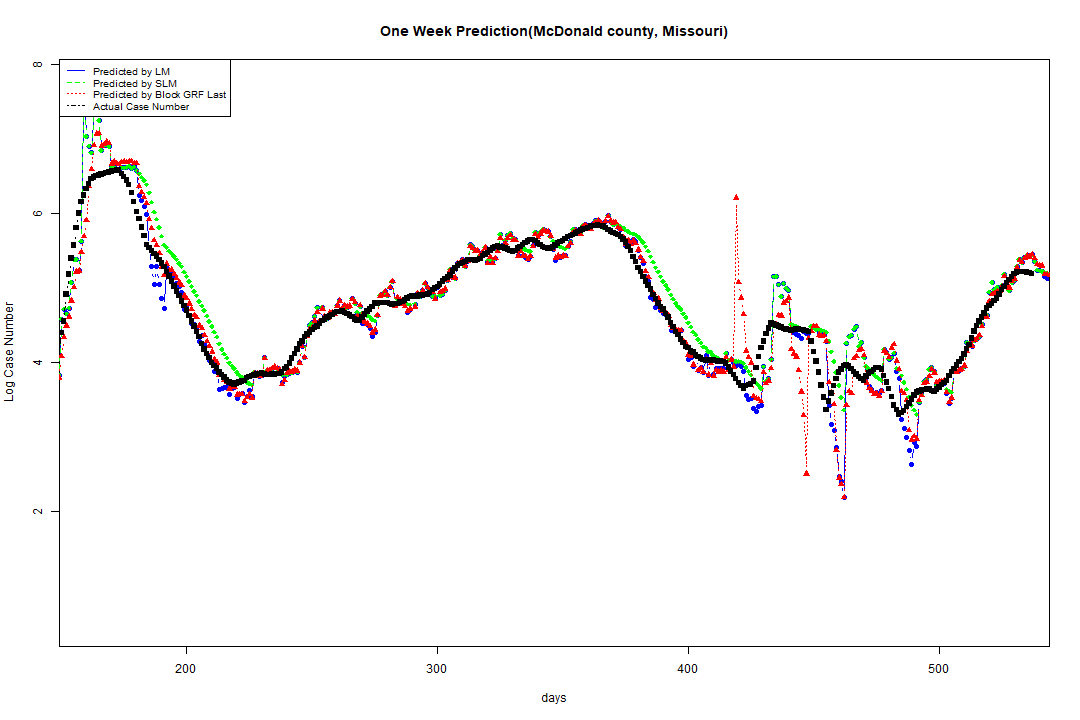 One Week Prediction(McDonald county, Missouri)
8
Predicted by LM
Predicted by SLM
Predicted by Block GRF Last
Actual Case Number
6
4
2
Log Case Number
200
300
400
500
days